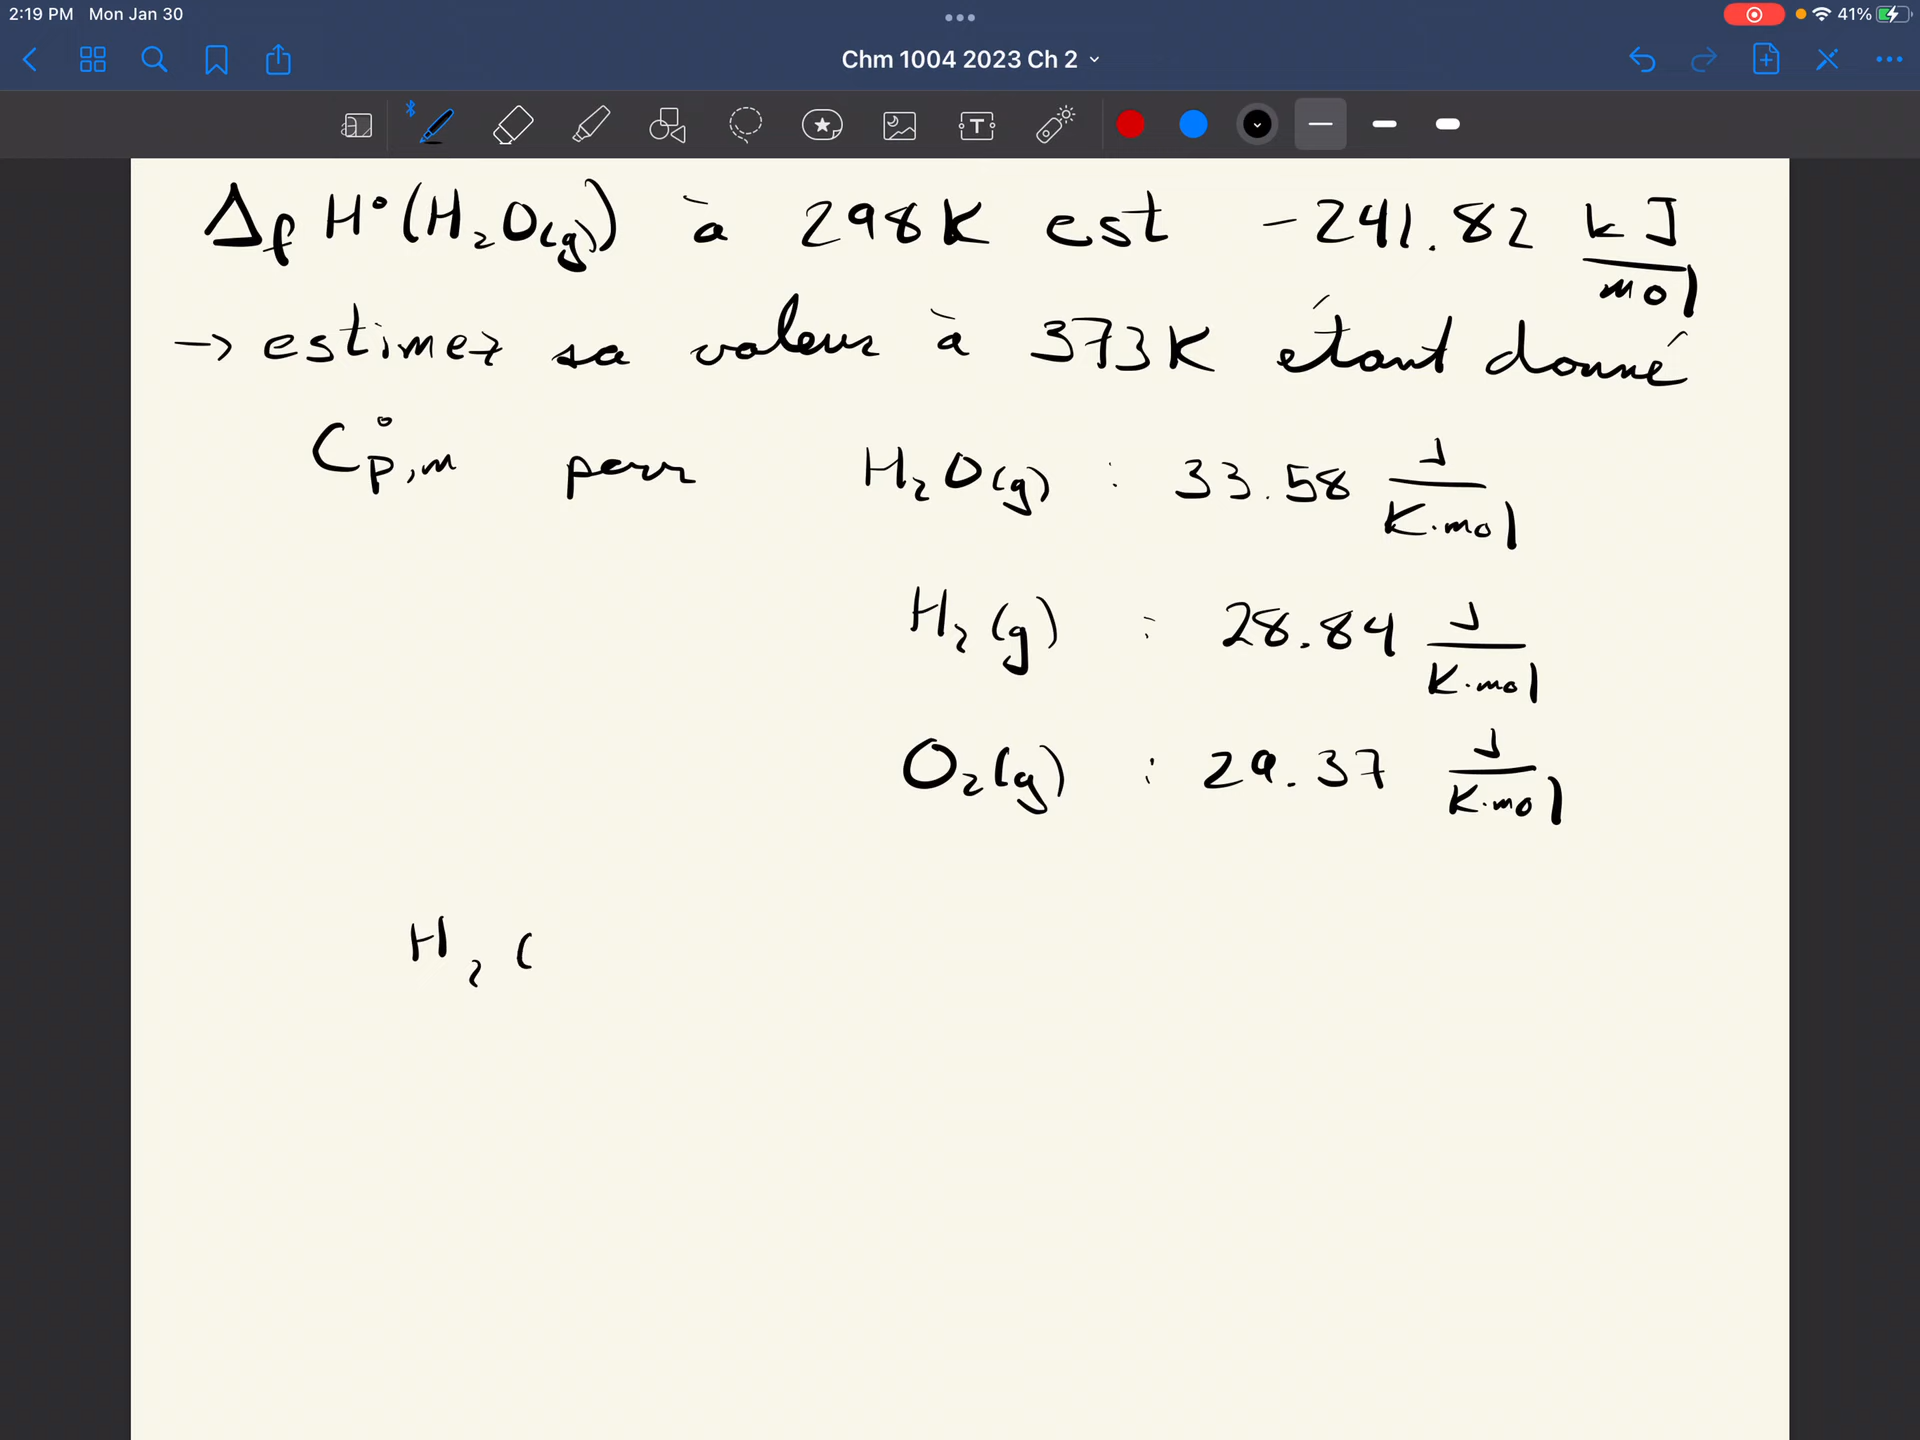 2:19 PM Mon Jan 30
41%
Chm 1004 2023 Ch 2
Δf H°(H₂O(g)) à 298K est -241.82 kJ/mol
→ estimez sa valeur à 373K étant donné
C°p,m pour H₂O(g) : 33.58 J/K·mol
H₂(g) : 28.84 J/K·mol
O₂(g) : 29.37 J/K·mol
H₂ (